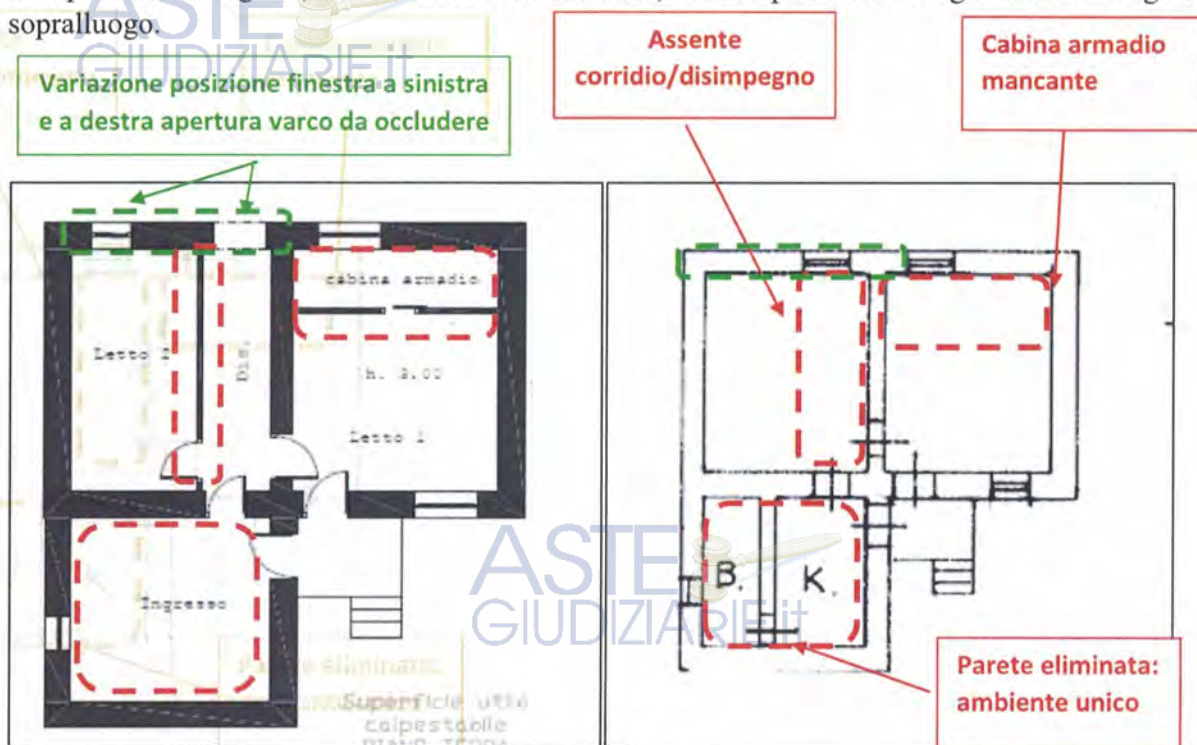 sopralluogo.
ASTE
GIUDIZIARIE.it
Variazione posizione finestra a sinistra
e a destra apertura varco da occludere
Assente
corridio/disimpegno
Cabina armadio
mancante
cabina armadio
Letto 2
Dis.
h. 3.00
Letto 1
Ingresso
B.
K.
ASTE
GIUDIZIARIE.it
Parete eliminata:
ambiente unico
Superficie utile
calpestabile
PIANO TERRA